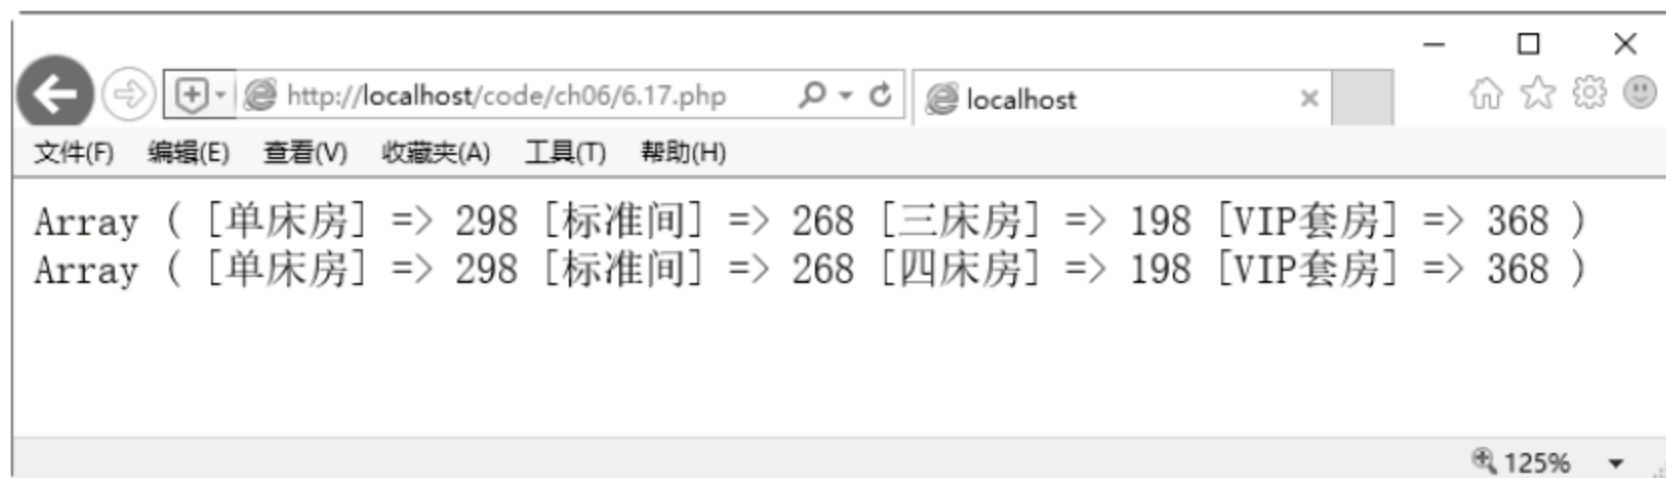 http://localhost/code/ch06/6.17.php localhost
文件(F) 编辑(E) 查看(V) 收藏夹(A) 工具(T) 帮助(H)
Array ( [单床房] => 298 [标准间] => 268 [三床房] => 198 [VIP套房] => 368 )
Array ( [单床房] => 298 [标准间] => 268 [四床房] => 198 [VIP套房] => 368 )
125%